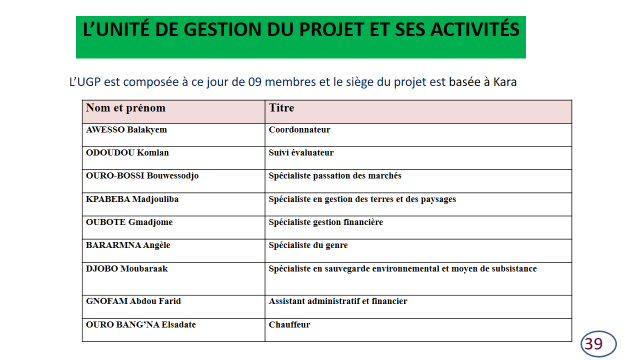 L’UNITÉ DE GESTION DU PROJET ET SES ACTIVITÉS
L’UGP est composée à ce jour de 09 membres et le siège du projet est basée à Kara
Nom et prénom Titre
AWESSO Balakyem Coordonnateur
ODOUDOU Komlan Suivi évaluateur
OURO-BOSSI Bouwessodjo Spécialiste passation des marchés
KPABEBA Madjouliba Spécialiste en gestion des terres et des paysages
OUBOTE Gmadjome Spécialiste gestion financière
BARARMNA Angèle Spécialiste du genre
DJOBO Moubaraak Spécialiste en sauvegarde environnemental et moyen de subsistance
GNOFAM Abdou Farid Assistant administratif et financier
OURO BANG’NA Elsadate Chauffeur
39